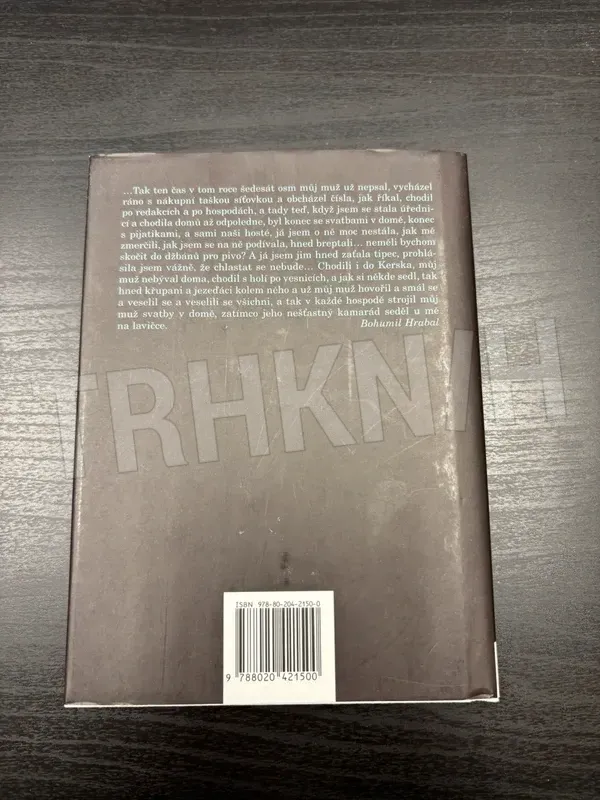 ...Tak ten čas v tom roce šedesát osm můj muž už nepsal, vycházel
ráno s nákupní taškou síťovkou a obcházel čísla, jak říkal, chodil
po redakcích a po hospodách, a tady teď, když jsem se stala úředni-
cí a chodila domů až odpoledne, byl konec se svatbami v domě, konec
s pijatikami, a sami naši hosté, já jsem o ně moc nestála, jak mě
zmerčili, jak jsem se na ně podívala, hned breptali... neměli bychom
skočit do džbánů pro pivo? A já jsem jim hned zaťala tipec, prohlá-
sila jsem vážně, že chlastat se nebude... Chodili i do Kerska, můj
muž nebýval doma, chodil s holí po vesnicích, a jak si někde sedl, tak
hned křupani a jezeďáci kolem něho a už můj muž hovořil a smál se
a veselil se a veselili se všichni, a tak v každé hospodě strojil můj
muž svatby v domě, zatímco jeho nešťastný kamarád seděl u mě
na lavičce. Bohumil Hrabal
TRHKNIH
ISBN 978-80-204-2150-0
9 788020 421500